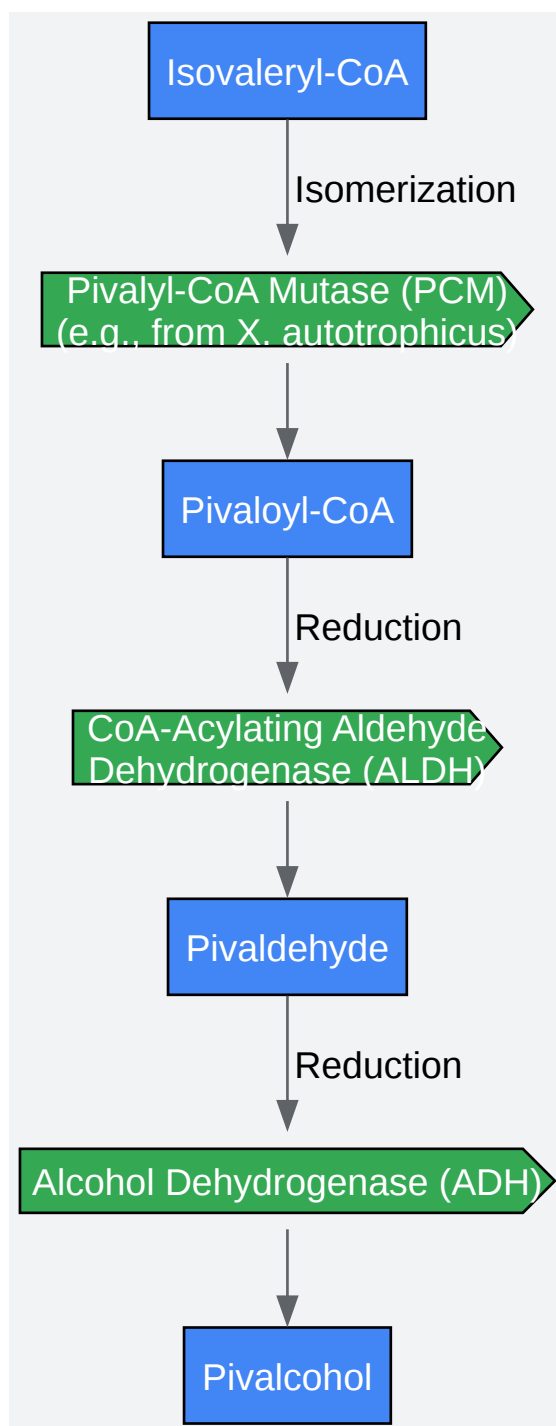 Isovaleryl-CoA
Isomerization
Pivalyl-CoA Mutase (PCM)
(e.g., from X. autotrophicus)
Pivaloyl-CoA
Reduction
CoA-Acylating Aldehyde
Dehydrogenase (ALDH)
Pivaldehyde
Reduction
Alcohol Dehydrogenase (ADH)
Pivalcohol